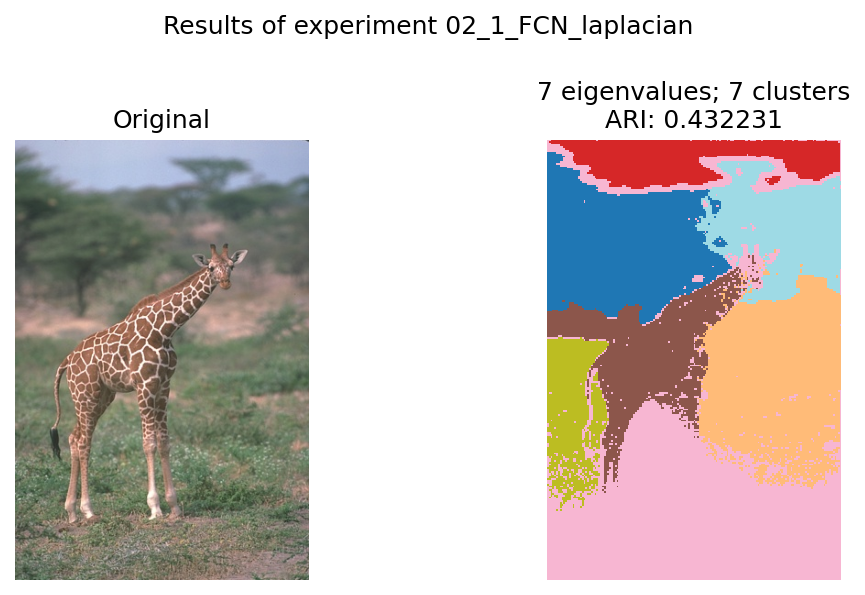 Results of experiment 02_1_FCN_laplacian
Original
7 eigenvalues; 7 clusters
ARI: 0.432231